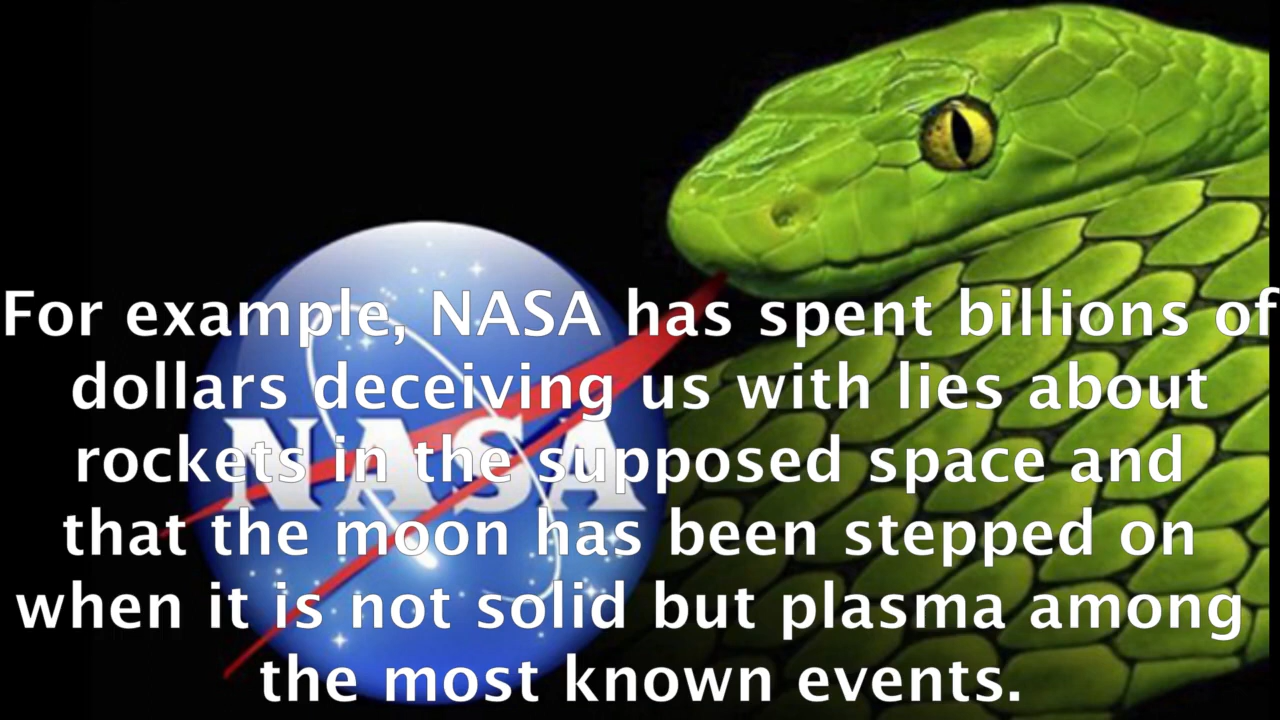 For example, NASA has spent billions of
dollars deceiving us with lies about
rockets in the supposed space and
NASA
that the moon has been stepped on
when it is not solid but plasma among
the most known events.